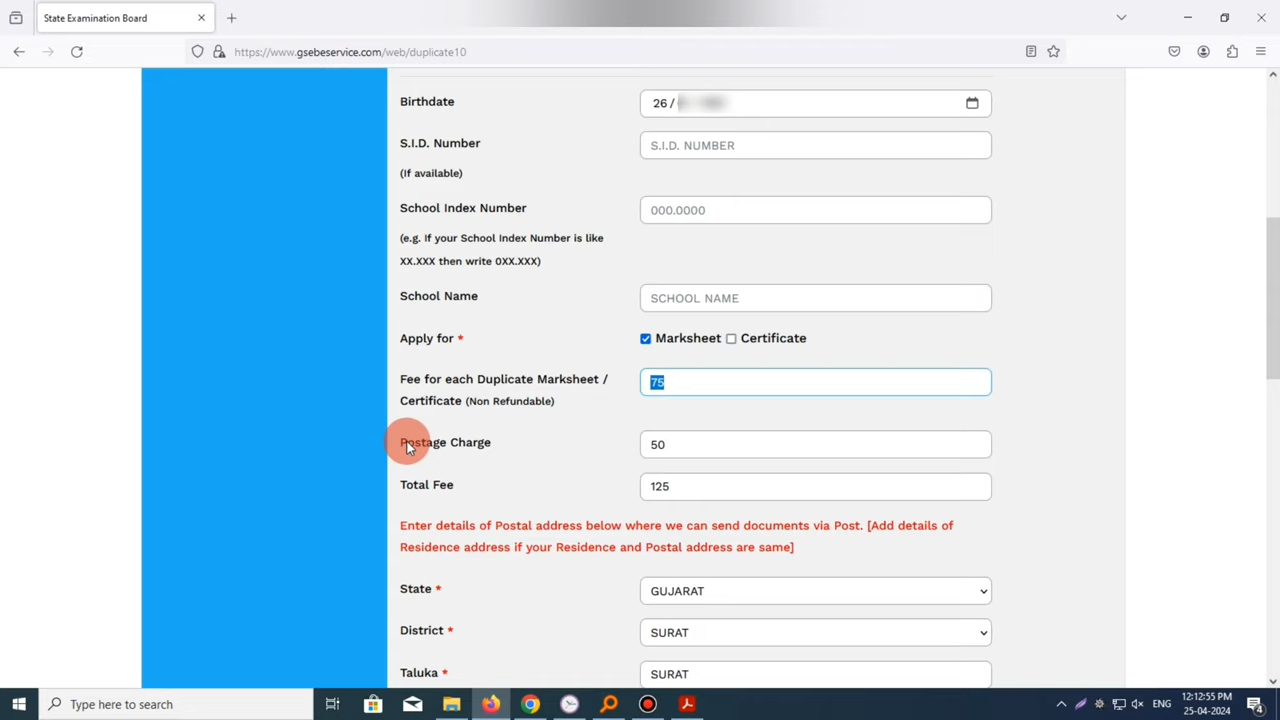 State Examination Board
https://www.gsebeservice.com/web/duplicate10
Birthdate
26 /
S.I.D. Number
S.I.D. NUMBER
(If available)
School Index Number
000.0000
(e.g. If your School Index Number is like
XX.XXX then write 0XX.XXX)
School Name
SCHOOL NAME
Apply for *
Marksheet Certificate
Fee for each Duplicate Marksheet /
Certificate (Non Refundable)
75
Postage Charge
50
Total Fee
125
Enter details of Postal address below where we can send documents via Post. [Add details of
Residence address if your Residence and Postal address are same]
State *
GUJARAT
District *
SURAT
Taluka *
SURAT
Type here to search
ENG
12:12:55 PM
25-04-2024
4